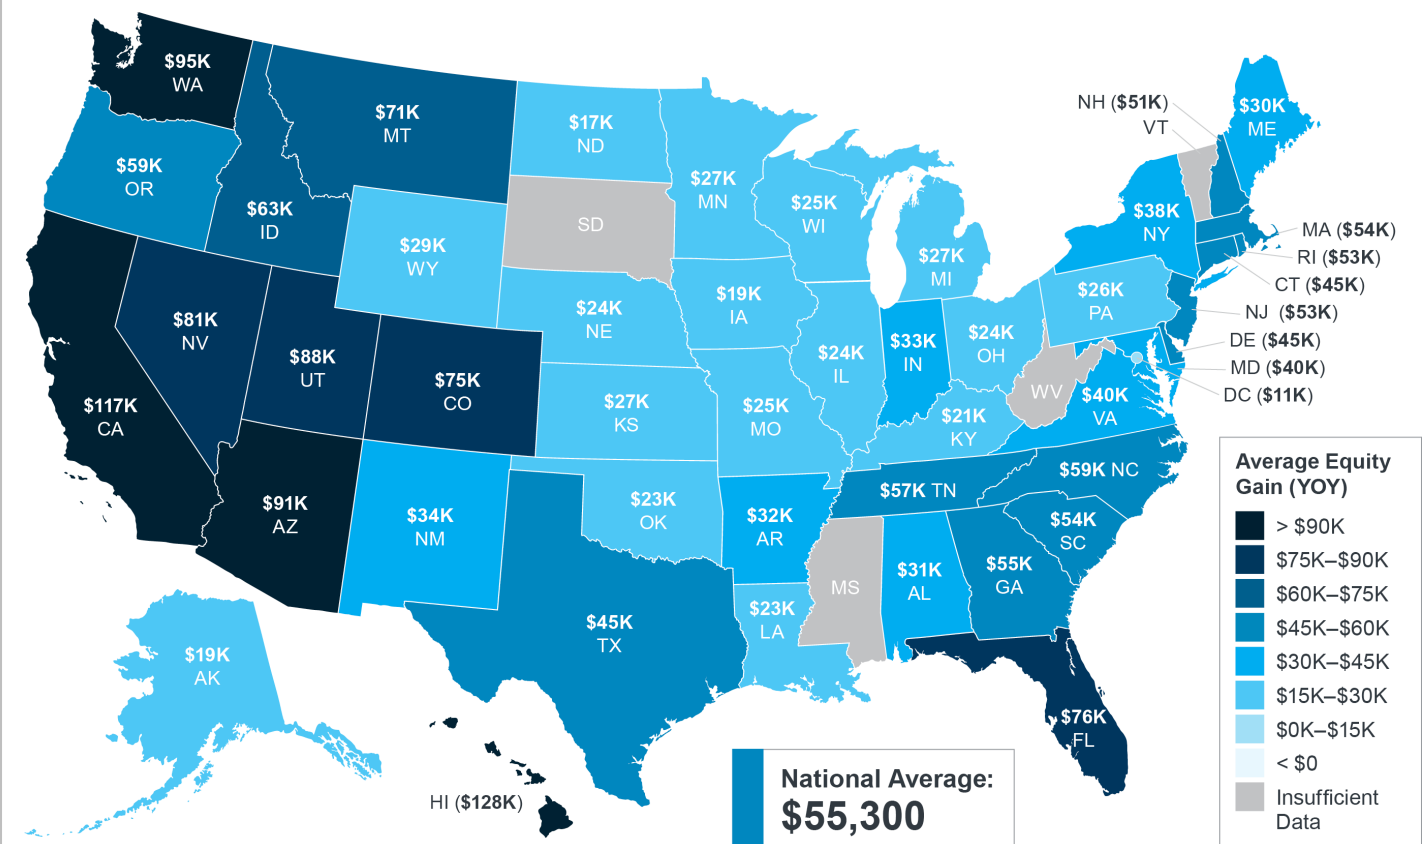 $95K
WA
$71K
MT
$17K
ND
$27K
MN
$59K
OR
$63K
ID
$29K
WY
SD
$25K
WI
$27K
MI
NH ($51K)
VT
$30K
ME
$38K
NY
MA ($54K)
RI ($53K)
CT ($45K)
NJ ($53K)
DE ($45K)
MD ($40K)
DC ($11K)
$81K
NV
$88K
UT
$75K
CO
$24K
NE
$19K
IA
$24K
IL
$33K
IN
$24K
OH
$26K
PA
WV
$40K
VA
$117K
CA
$27K
KS
$25K
MO
$21K
KY
$91K
AZ
$34K
NM
$23K
OK
$32K
AR
$57K TN
$59K NC
$54K
SC
$45K
TX
$23K
LA
MS
$31K
AL
$55K
GA
$76K
FL
$19K
AK
HI ($128K)
National Average:
$55,300
Average Equity
Gain (YOY)
> $90K
$75K–$90K
$60K–$75K
$45K–$60K
$30K–$45K
$15K–$30K
$0K–$15K
< $0
Insufficient
Data